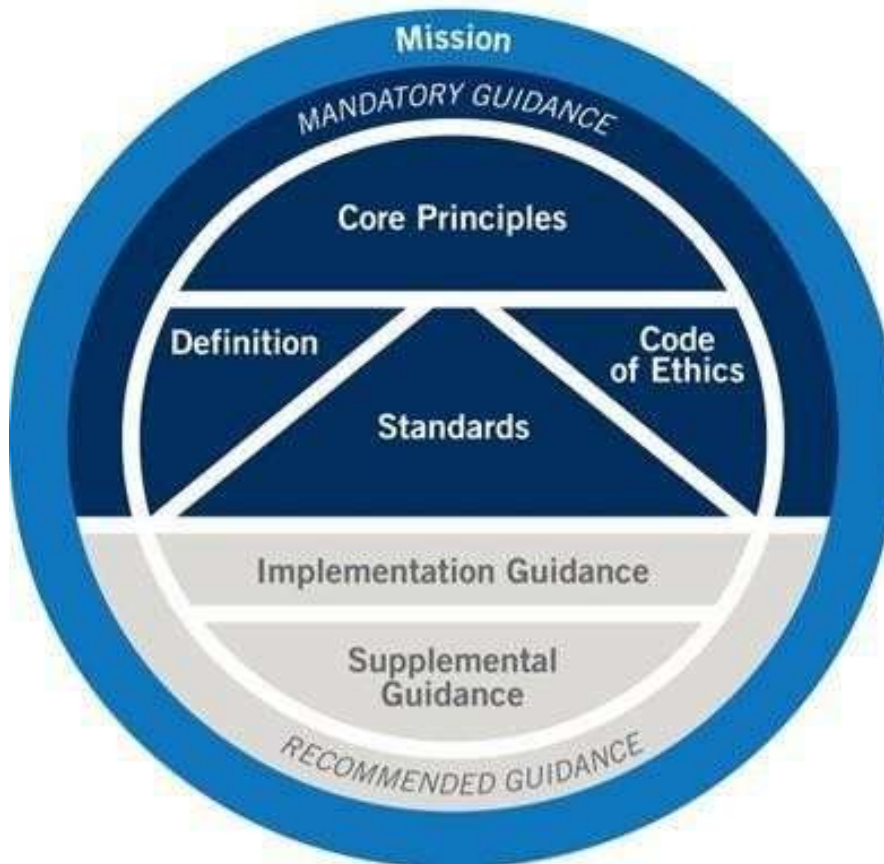 Mission
MANDATORY GUIDANCE
Core Principles
Definition
Code
of Ethics
Standards
Implementation Guidance
Supplemental
Guidance
RECOMMENDED GUIDANCE